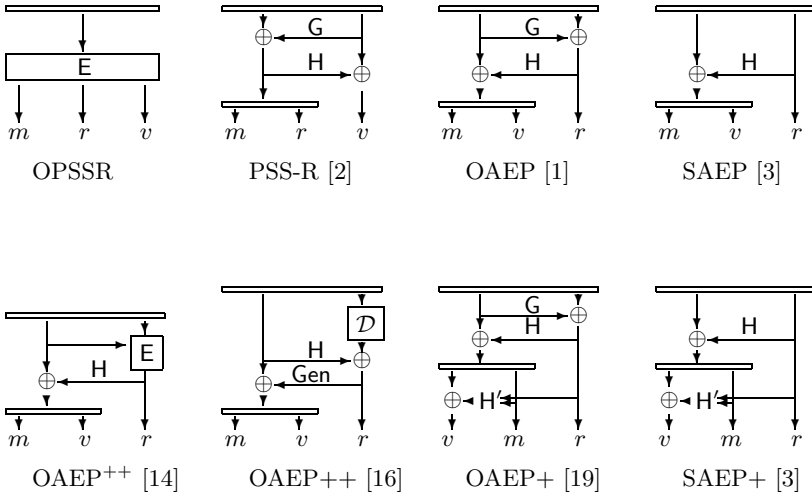 G
G
E
H
H
H
m r v
m r v
m v r
m v r
OPSSR
PSS-R [2]
OAEP [1]
SAEP [3]
D
G
E
H
H
H
H
Gen
H′
H′
m v r
m v r
v m r
v m r
OAEP++ [14]
OAEP++ [16]
OAEP+ [19]
SAEP+ [3]